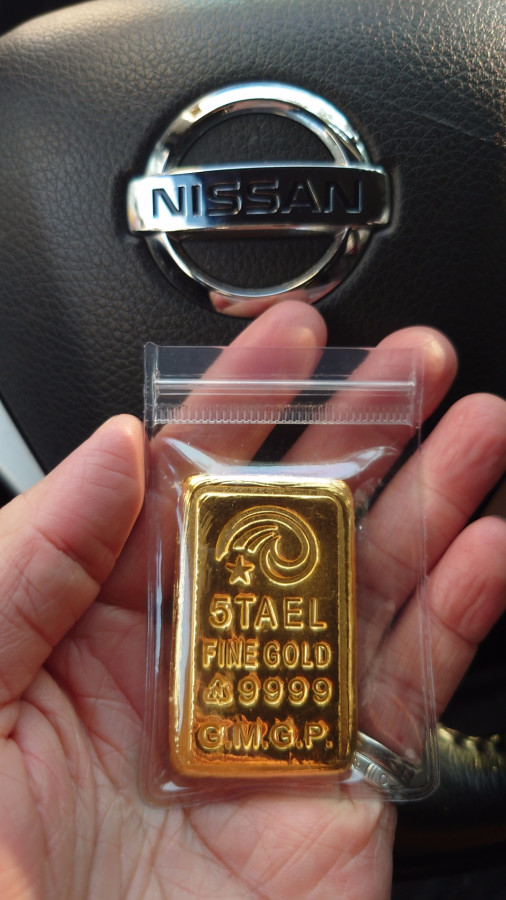 NISSAN
5TAEL
FINE GOLD
9999
G.M.G.P.